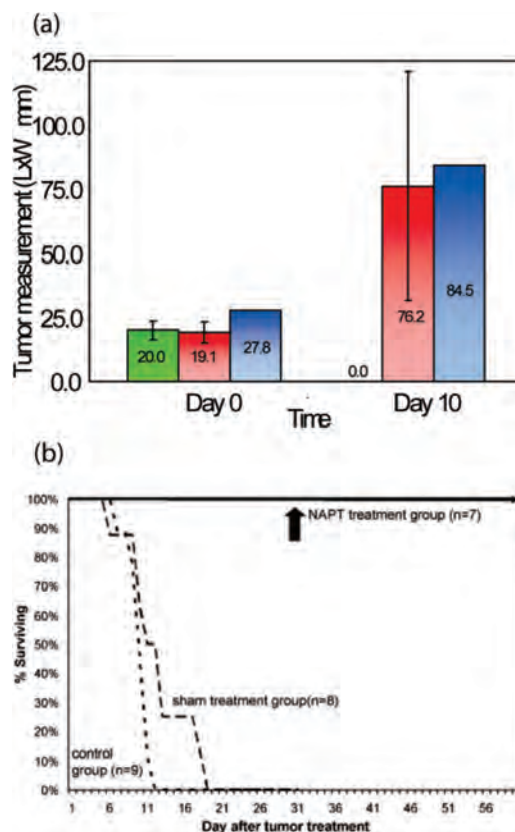 (a)
Tumor measurement (LxW mm)
125.0
100.0
75.0
50.0
25.0
0.0
20.0
19.1
27.8
0.0
76.2
84.5
Day 0
Day 10
Time
(b)
% Surviving
100%
90%
80%
70%
60%
50%
40%
30%
20%
10%
0%
NAPT treatment group (n=7)
sham treatment group(n=8)
control
group (n=9)
1 6 11 16 21 26 31 36 41 46 51 56
Day after tumor treatment